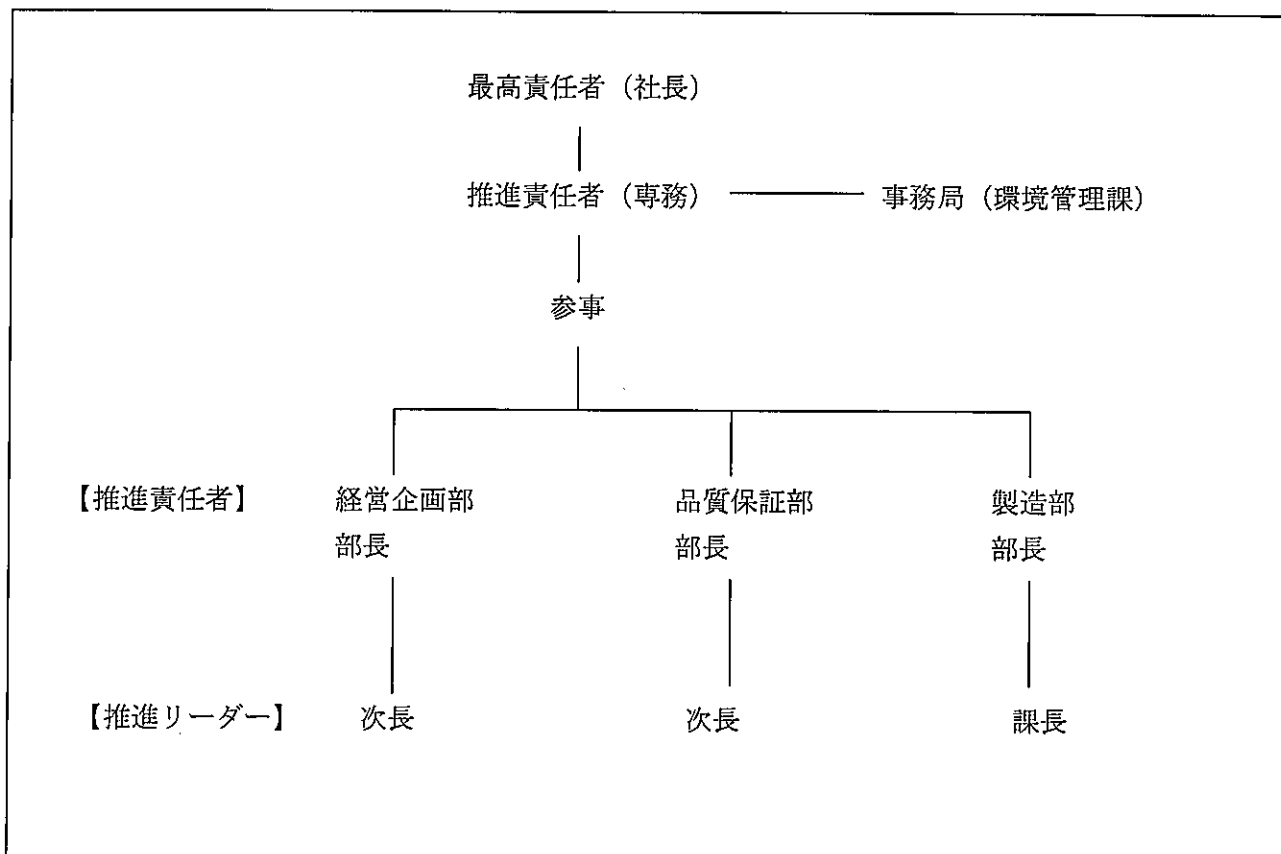 最高責任者（社長）
推進責任者（専務） 事務局（環境管理課）
参事
【推進責任者】 経営企画部 品質保証部 製造部
部長 部長 部長
【推進リーダー】 次長 次長 課長